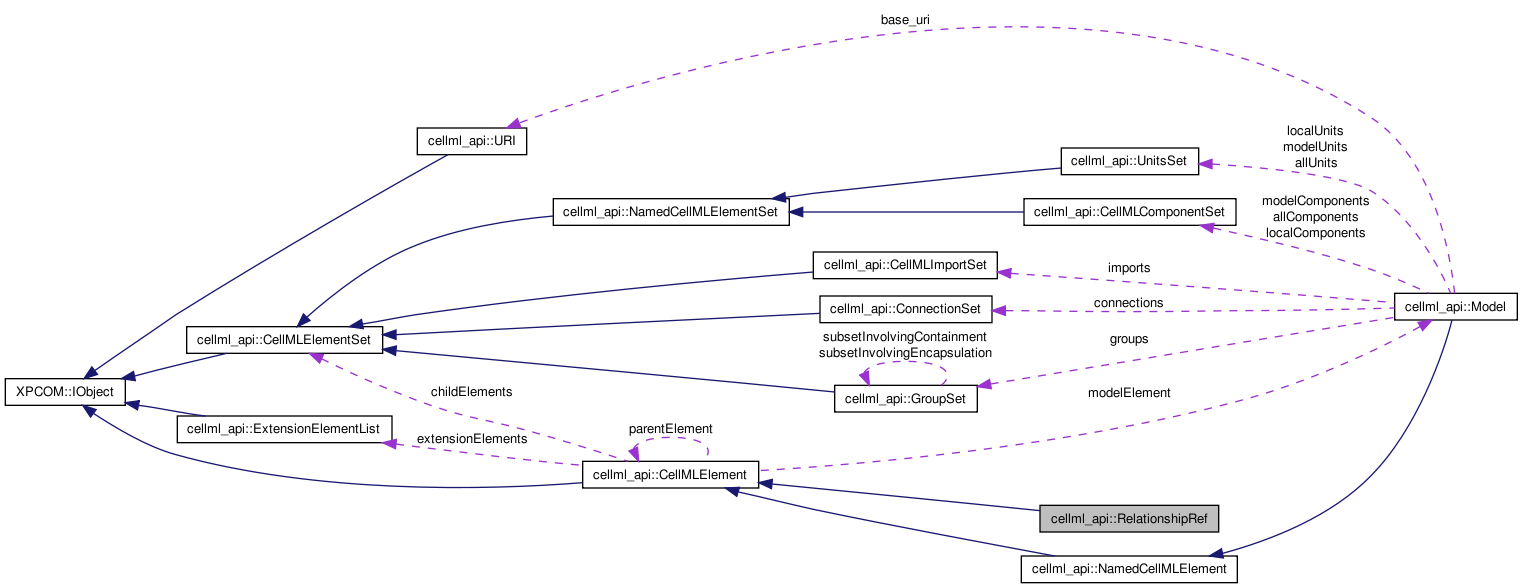 base_uri
cellml_api::URI
localUnits
modelUnits
allUnits
cellml_api::UnitsSet
cellml_api::NamedCellMLElementSet
cellml_api::CellMLComponentSet
modelComponents
allComponents
localComponents
cellml_api::CellMLImportSet
imports
cellml_api::ConnectionSet
connections
cellml_api::Model
cellml_api::CellMLElementSet
subsetInvolvingContainment
subsetInvolvingEncapsulation
groups
XPCOM::IObject
childElements
cellml_api::GroupSet
modelElement
cellml_api::ExtensionElementList
extensionElements
parentElement
cellml_api::CellMLElement
cellml_api::RelationshipRef
cellml_api::NamedCellMLElement